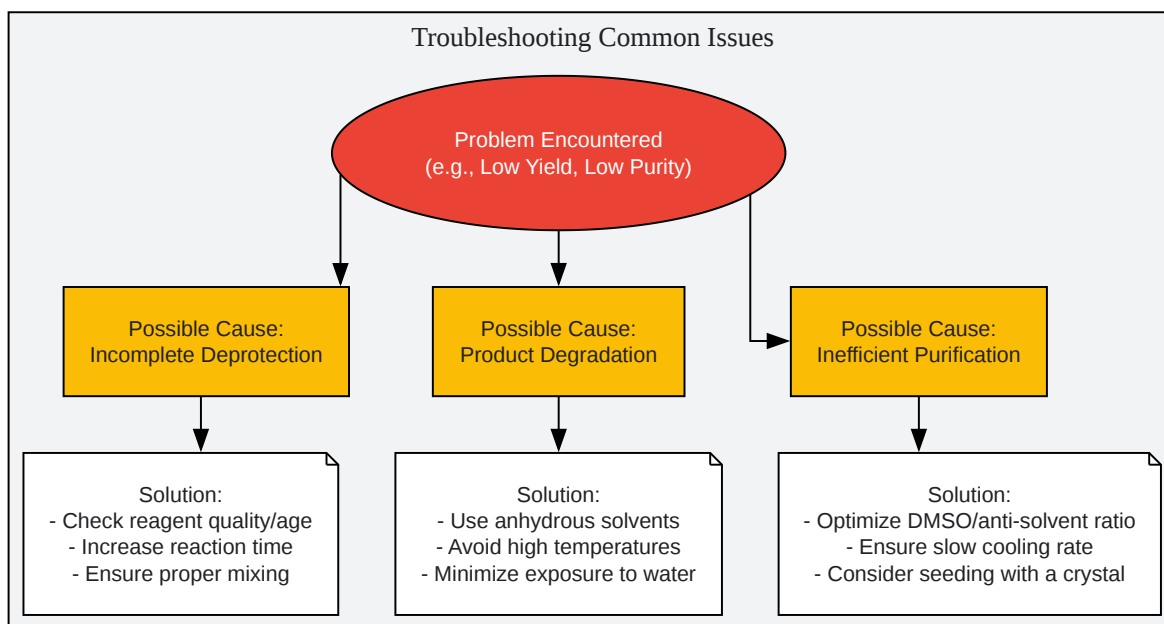 Troubleshooting Common Issues
Problem Encountered
(e.g., Low Yield, Low Purity)
Possible Cause:
Incomplete Deprotection
Possible Cause:
Product Degradation
Possible Cause:
Inefficient Purification
Solution:
- Check reagent quality/age
- Increase reaction time
- Ensure proper mixing
Solution:
- Use anhydrous solvents
- Avoid high temperatures
- Minimize exposure to water
Solution:
- Optimize DMSO/anti-solvent ratio
- Ensure slow cooling rate
- Consider seeding with a crystal